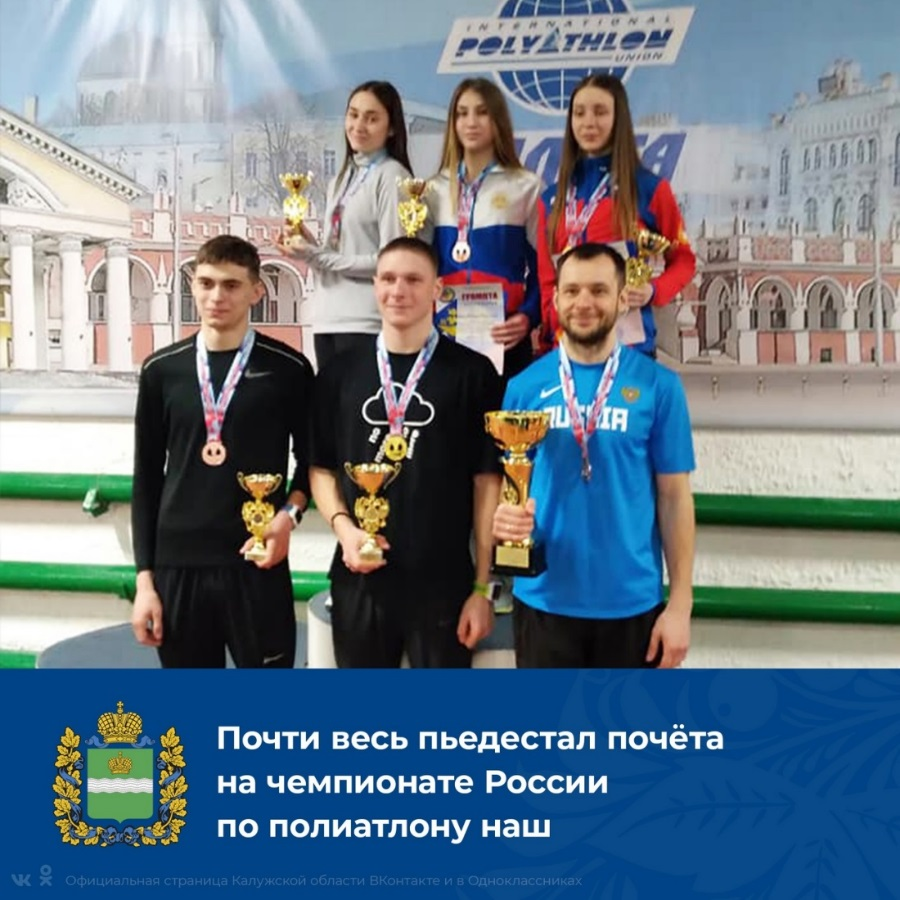 INTERNATIONAL
POLYATHLON
UNION
ГРАМОТА
RUSSIA
Почти весь пьедестал почёта
на чемпионате России
по полиатлону наш
Официальная страница Калужской области ВКонтакте и в Одноклассниках